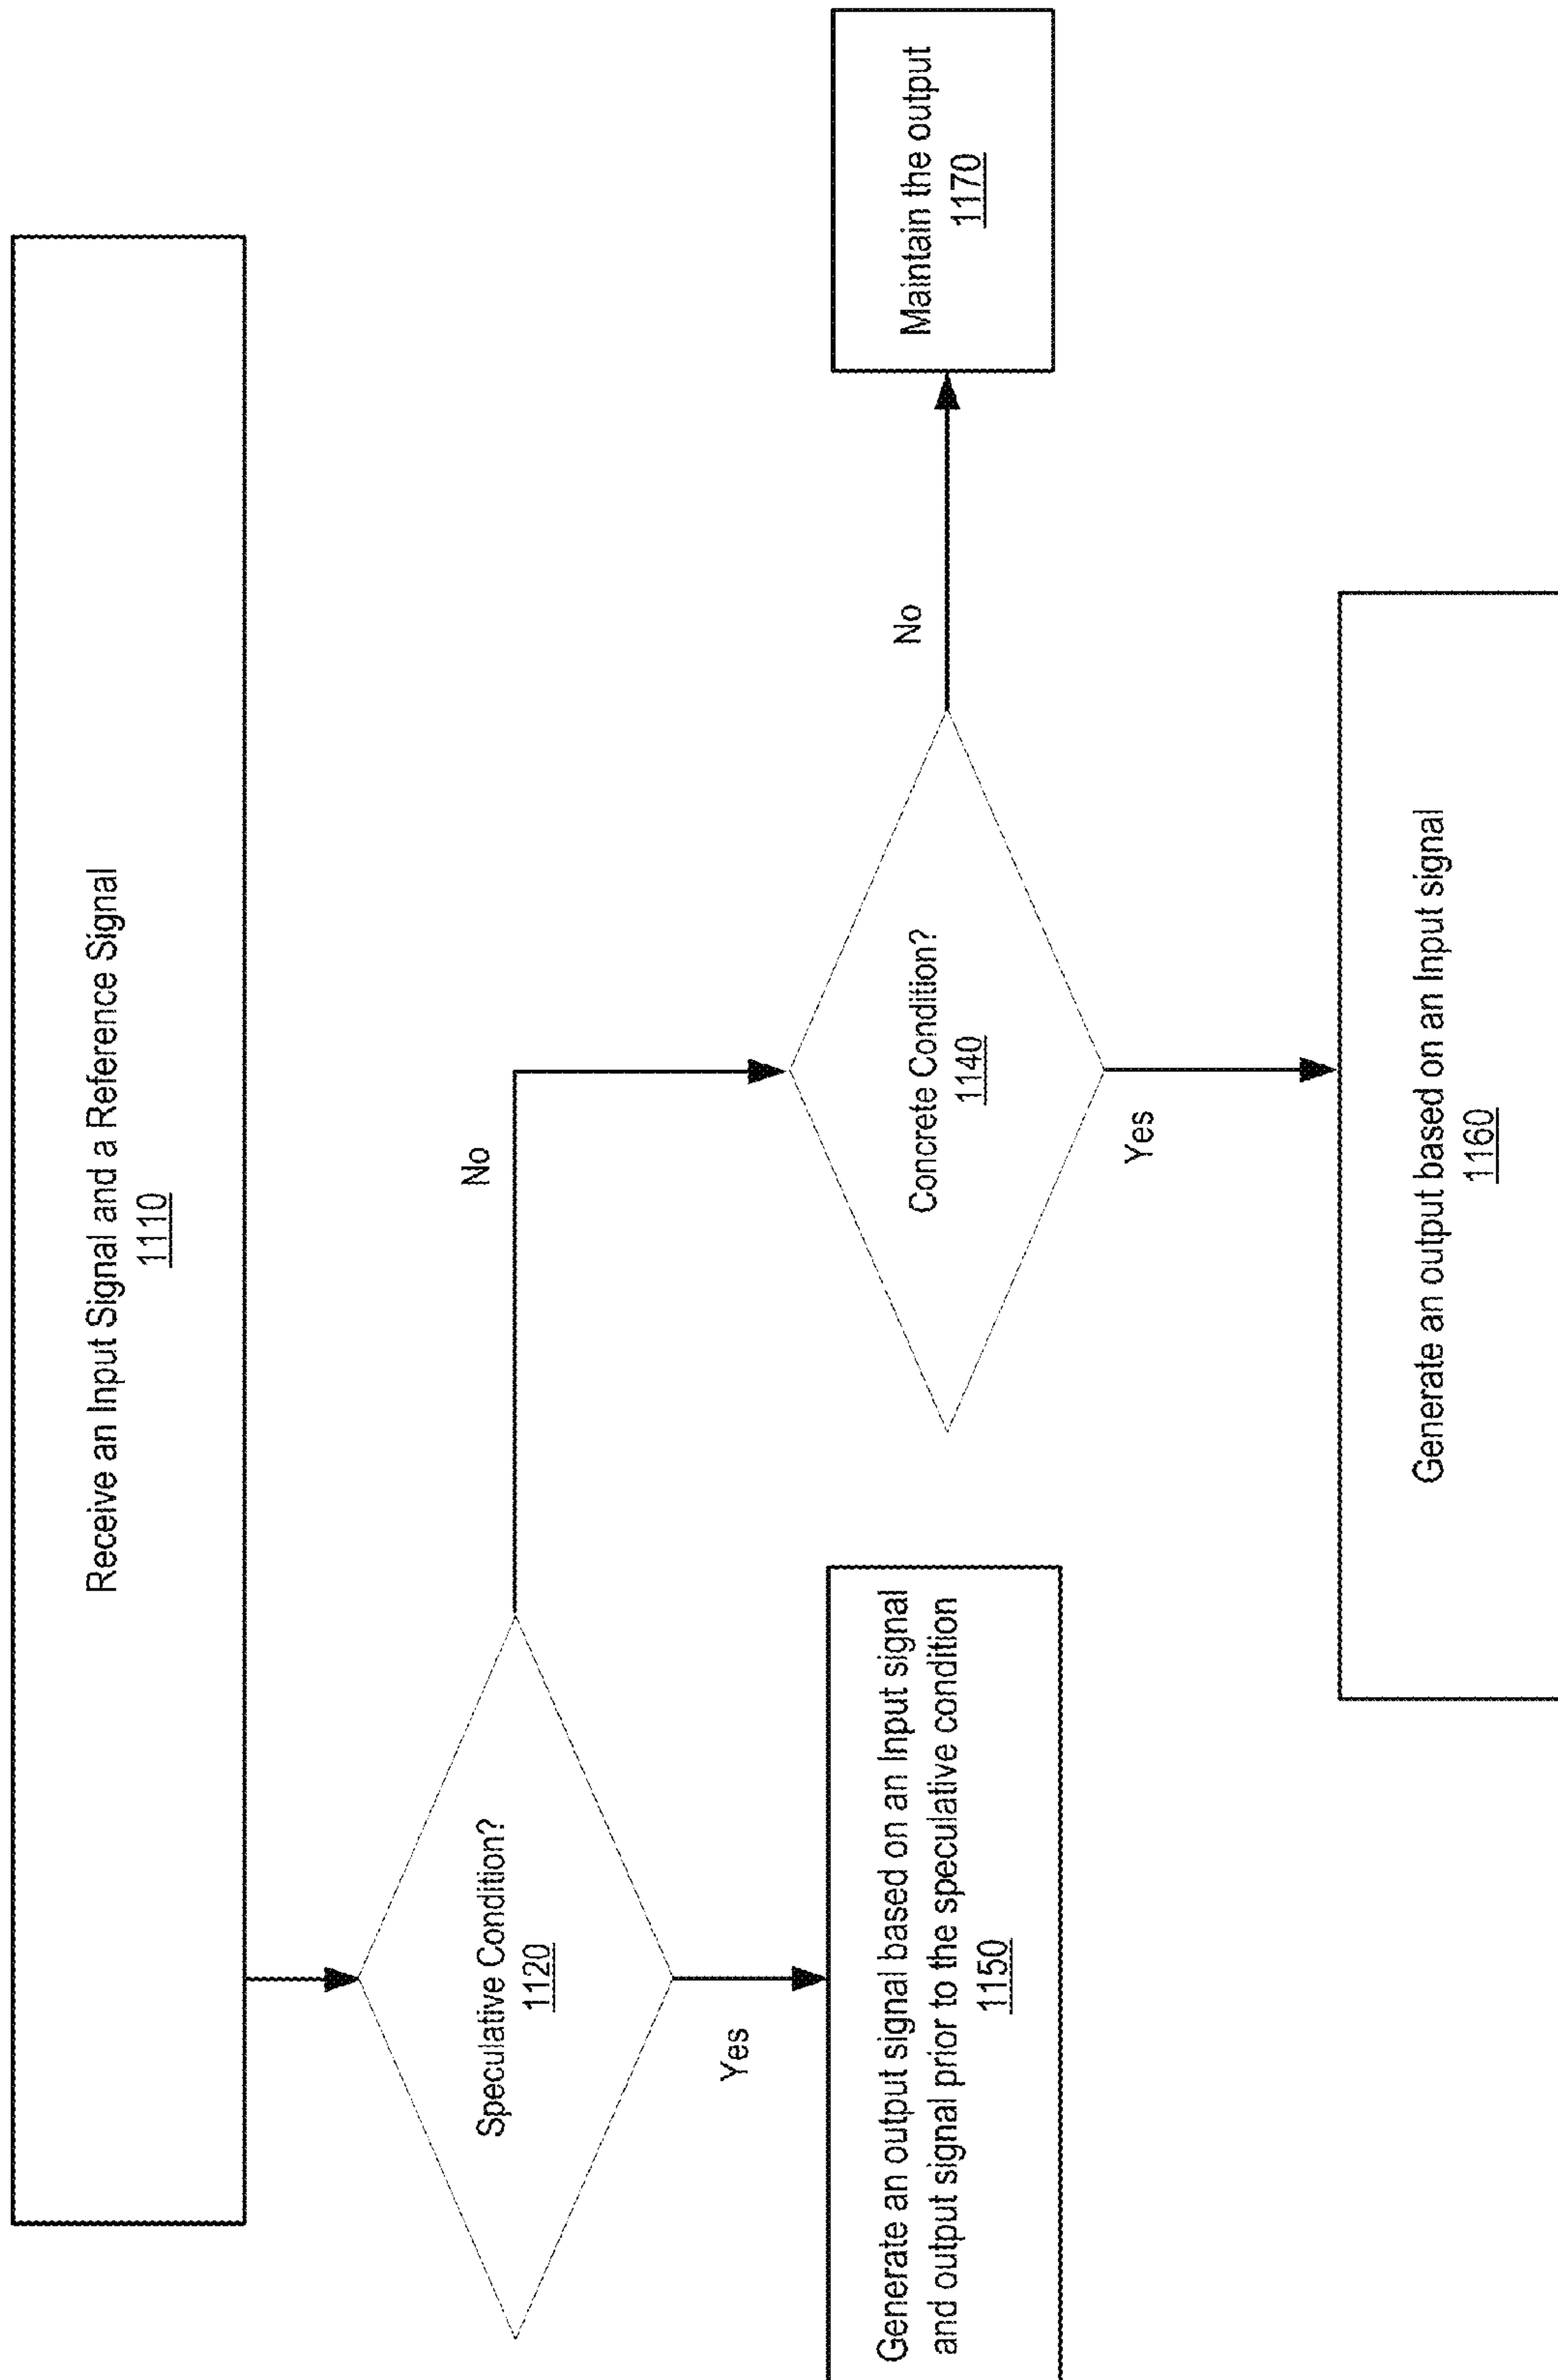 Receive an Input Signal and a Reference Signal
1110
Speculative Condition?
1120
No
Yes
Generate an output signal based on an Input signal
and output signal prior to the speculative condition
1150
Concrete Condition?
1140
No
Yes
Maintain the output
1170
Generate an output based on an Input signal
1160